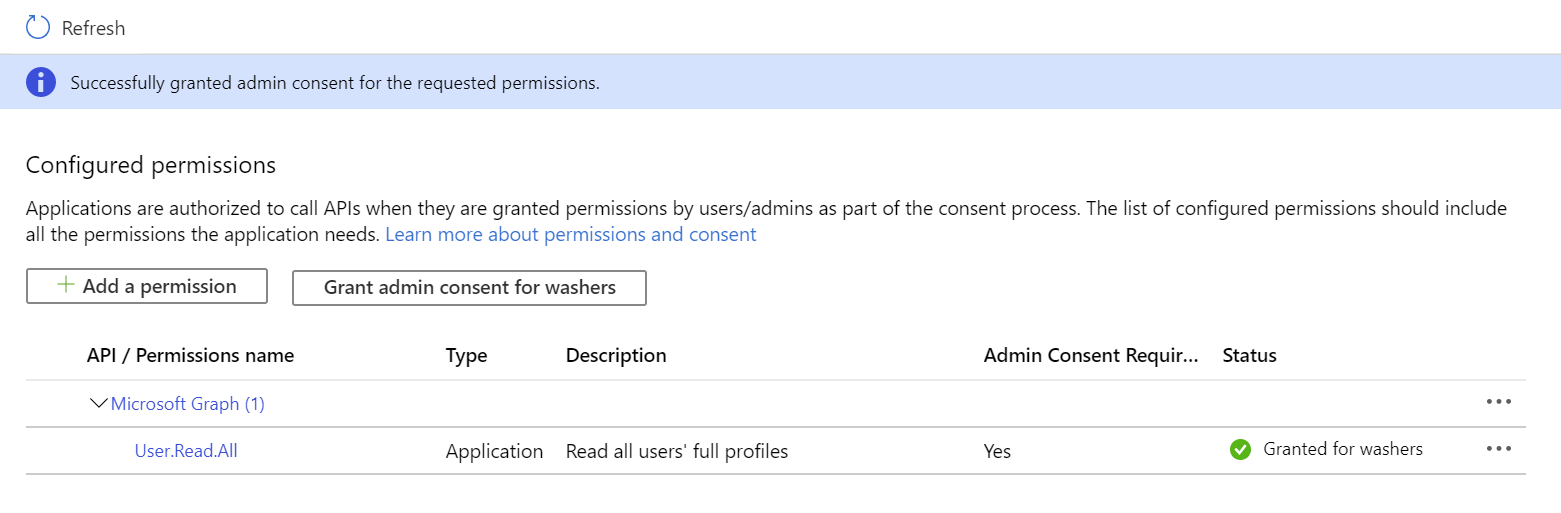 Refresh
Successfully granted admin consent for the requested permissions.
Configured permissions
Applications are authorized to call APIs when they are granted permissions by users/admins as part of the consent process. The list of configured permissions should include
all the permissions the application needs. Learn more about permissions and consent
+ Add a permission Grant admin consent for washers
API / Permissions name Type Description Admin Consent Requir... Status
Microsoft Graph (1) ...
User.Read.All Application Read all users' full profiles Yes Granted for washers ...